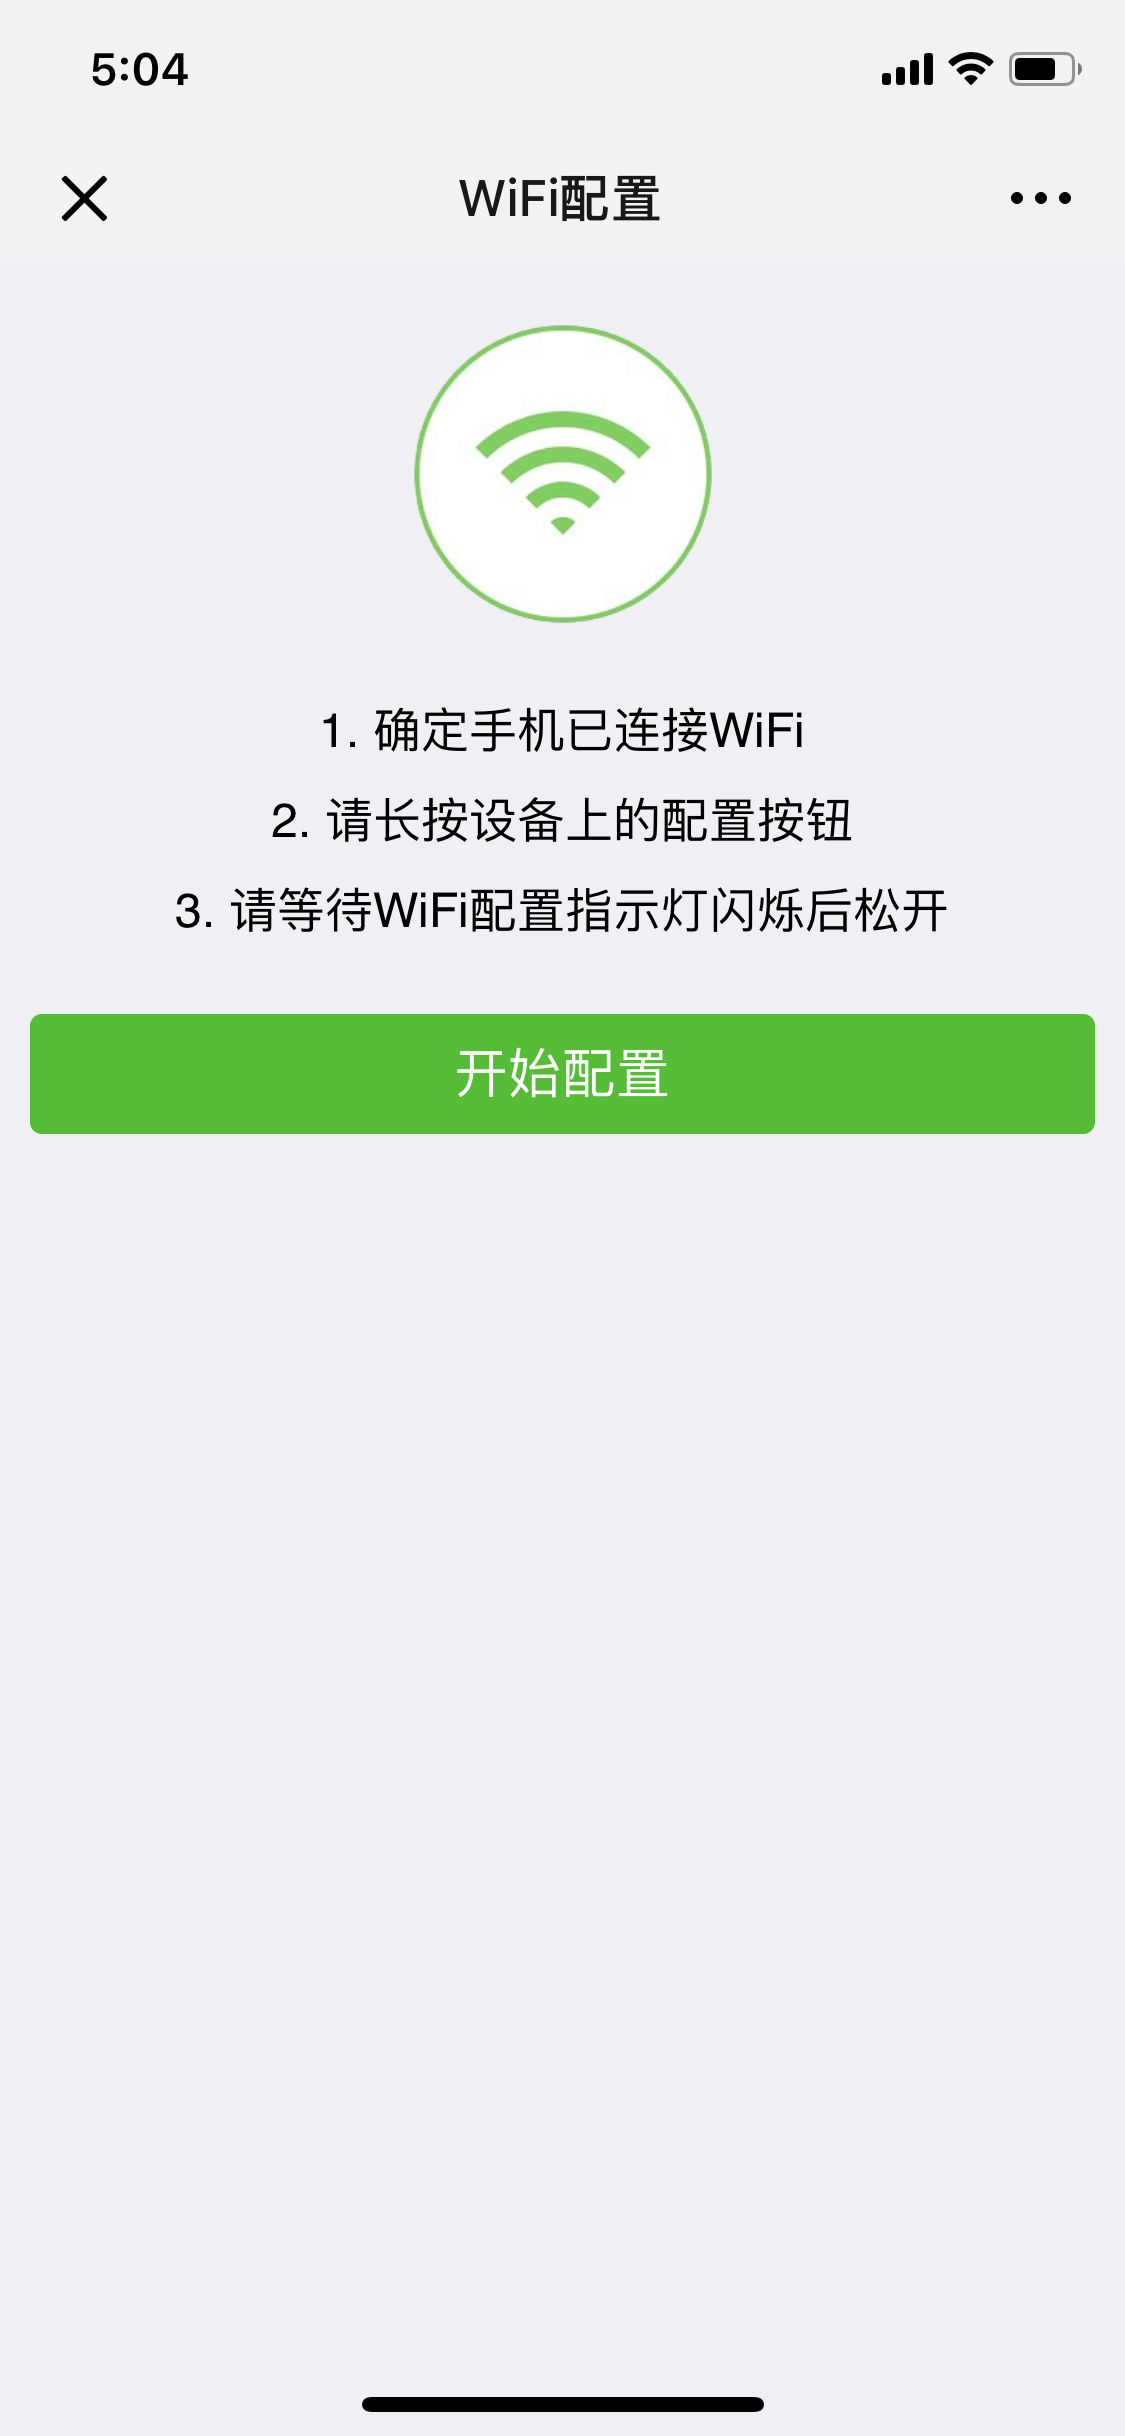 5:04
WiFi配置
1. 确定手机已连接WiFi
2. 请长按设备上的配置按钮
3. 请等待WiFi配置指示灯闪烁后松开
开始配置